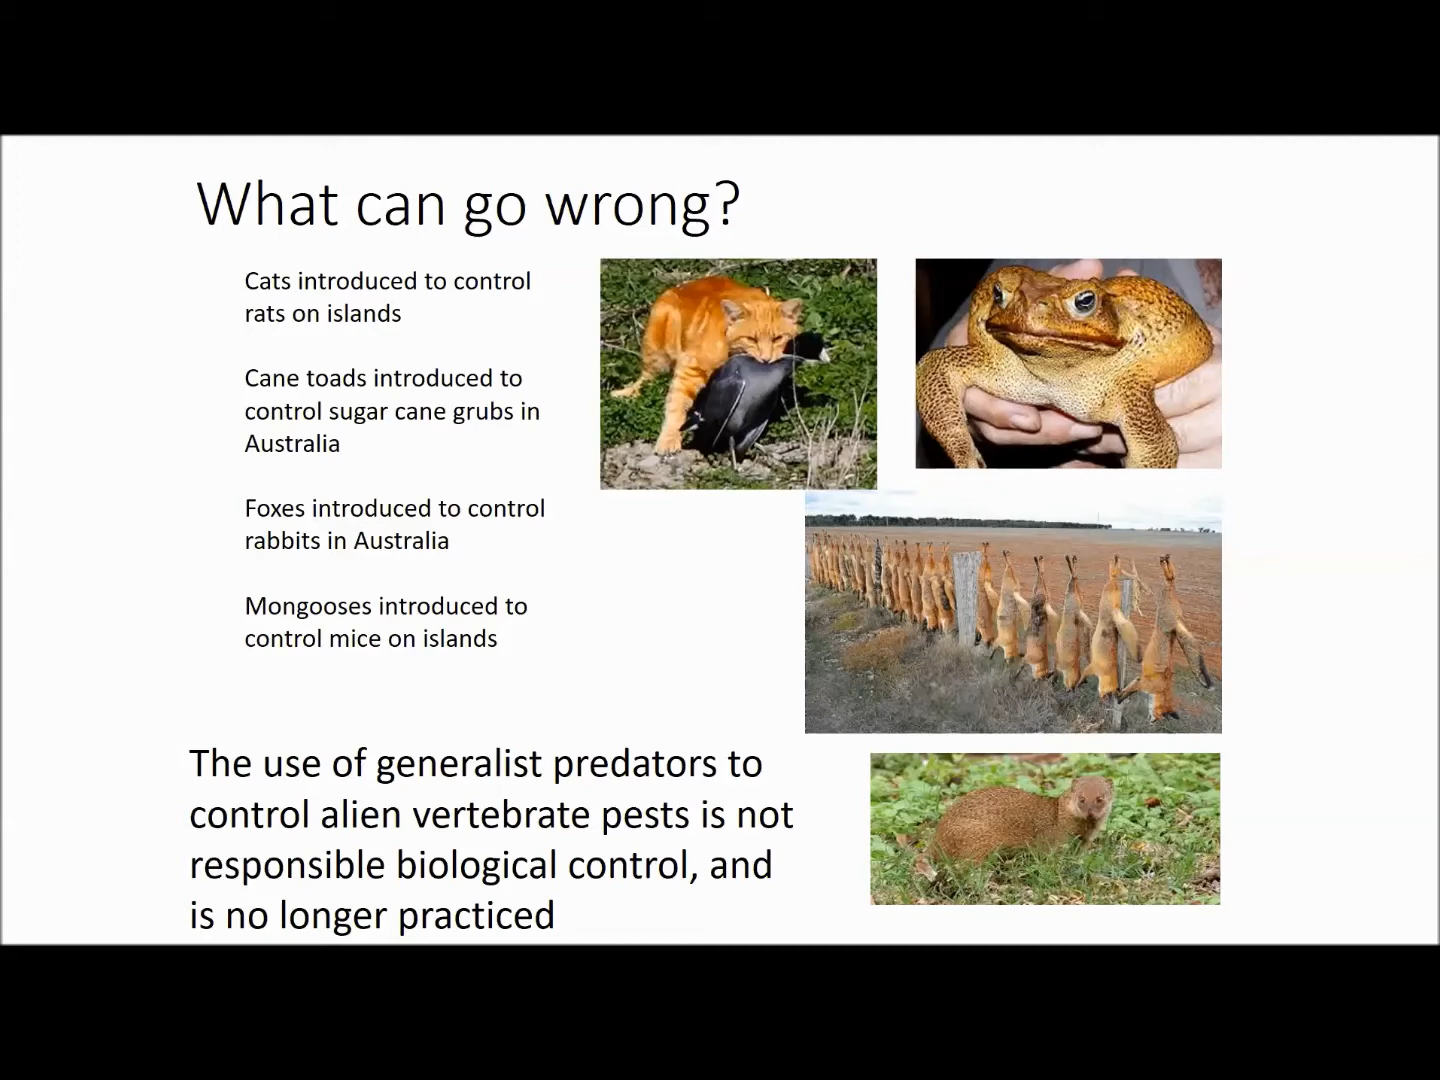 What can go wrong?
Cats introduced to control
rats on islands
Cane toads introduced to
control sugar cane grubs in
Australia
Foxes introduced to control
rabbits in Australia
Mongooses introduced to
control mice on islands
The use of generalist predators to
control alien vertebrate pests is not
responsible biological control, and
is no longer practiced